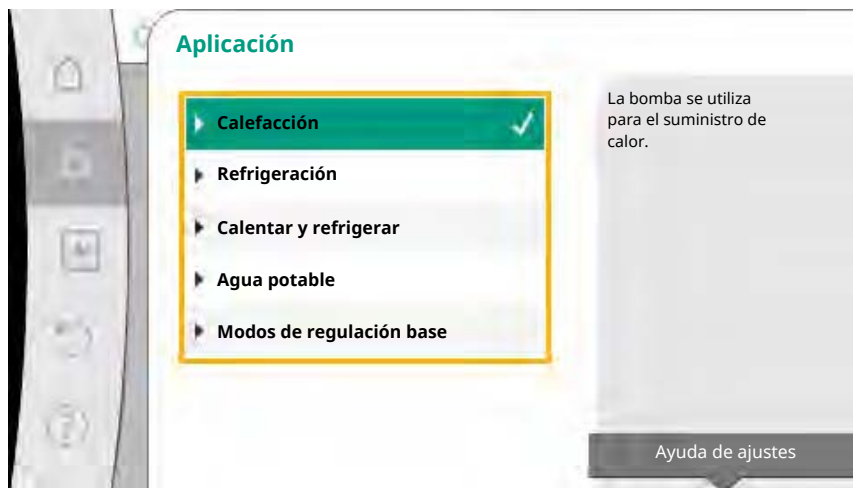 Aplicación
Calefacción
Refrigeración
Calentar y refrigerar
Agua potable
Modos de regulación base
La bomba se utiliza
para el suministro de
calor.
Ayuda de ajustes